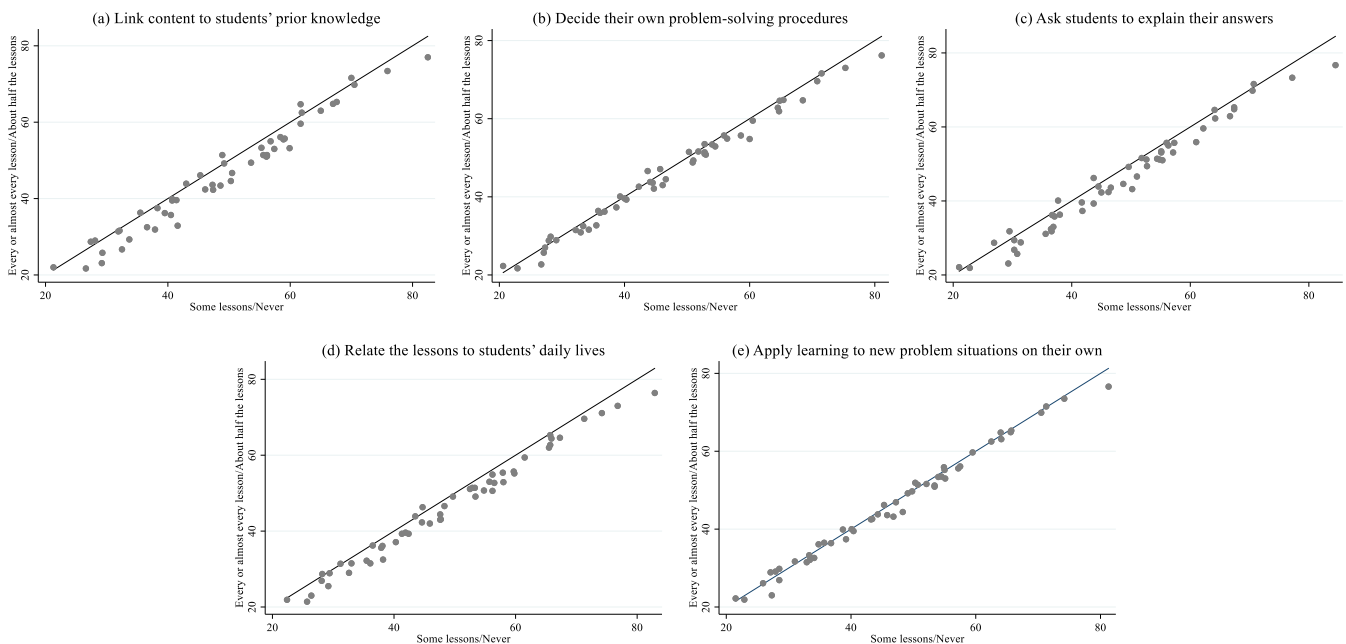 (a) Link content to students’ prior knowledge
Every or almost every lesson/About half the lessons
80
60
40
20
20 40 60 80
Some lessons/Never
(b) Decide their own problem-solving procedures
Every or almost every lesson/About half the lessons
80
60
40
20
20 40 60 80
Some lessons/Never
(c) Ask students to explain their answers
Every or almost every lesson/About half the lessons
80
60
40
20
20 40 60 80
Some lessons/Never
(d) Relate the lessons to students’ daily lives
Every or almost every lesson/About half the lessons
80
60
40
20
20 40 60 80
Some lessons/Never
(e) Apply learning to new problem situations on their own
Every or almost every lesson/About half the lessons
80
60
40
20
20 40 60 80
Some lessons/Never